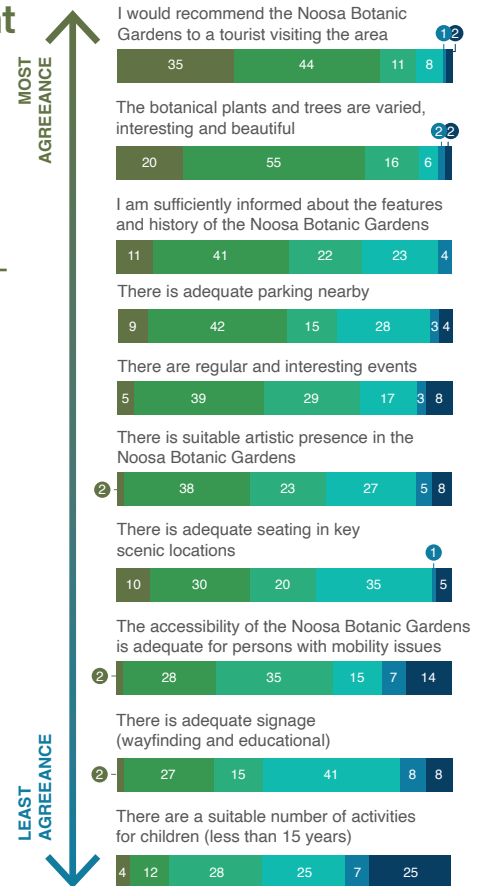 nt
MOST
AGREEANCE
I would recommend the Noosa Botanic
Gardens to a tourist visiting the area
1 2
35 44 11 8
The botanical plants and trees are varied,
interesting and beautiful
2 2
20 55 16 6
I am sufficiently informed about the features
and history of the Noosa Botanic Gardens
11 41 22 23 4
There is adequate parking nearby
9 42 15 28 3 4
There are regular and interesting events
5 39 29 17 3 8
There is suitable artistic presence in the
Noosa Botanic Gardens
2 38 23 27 5 8
There is adequate seating in key
scenic locations
1
10 30 20 35 5
The accessibility of the Noosa Botanic Gardens
is adequate for persons with mobility issues
2 28 35 15 7 14
There is adequate signage
(wayfinding and educational)
2 27 15 41 8 8
LEAST
AGREEANCE
There are a suitable number of activities
for children (less than 15 years)
4 12 28 25 7 25